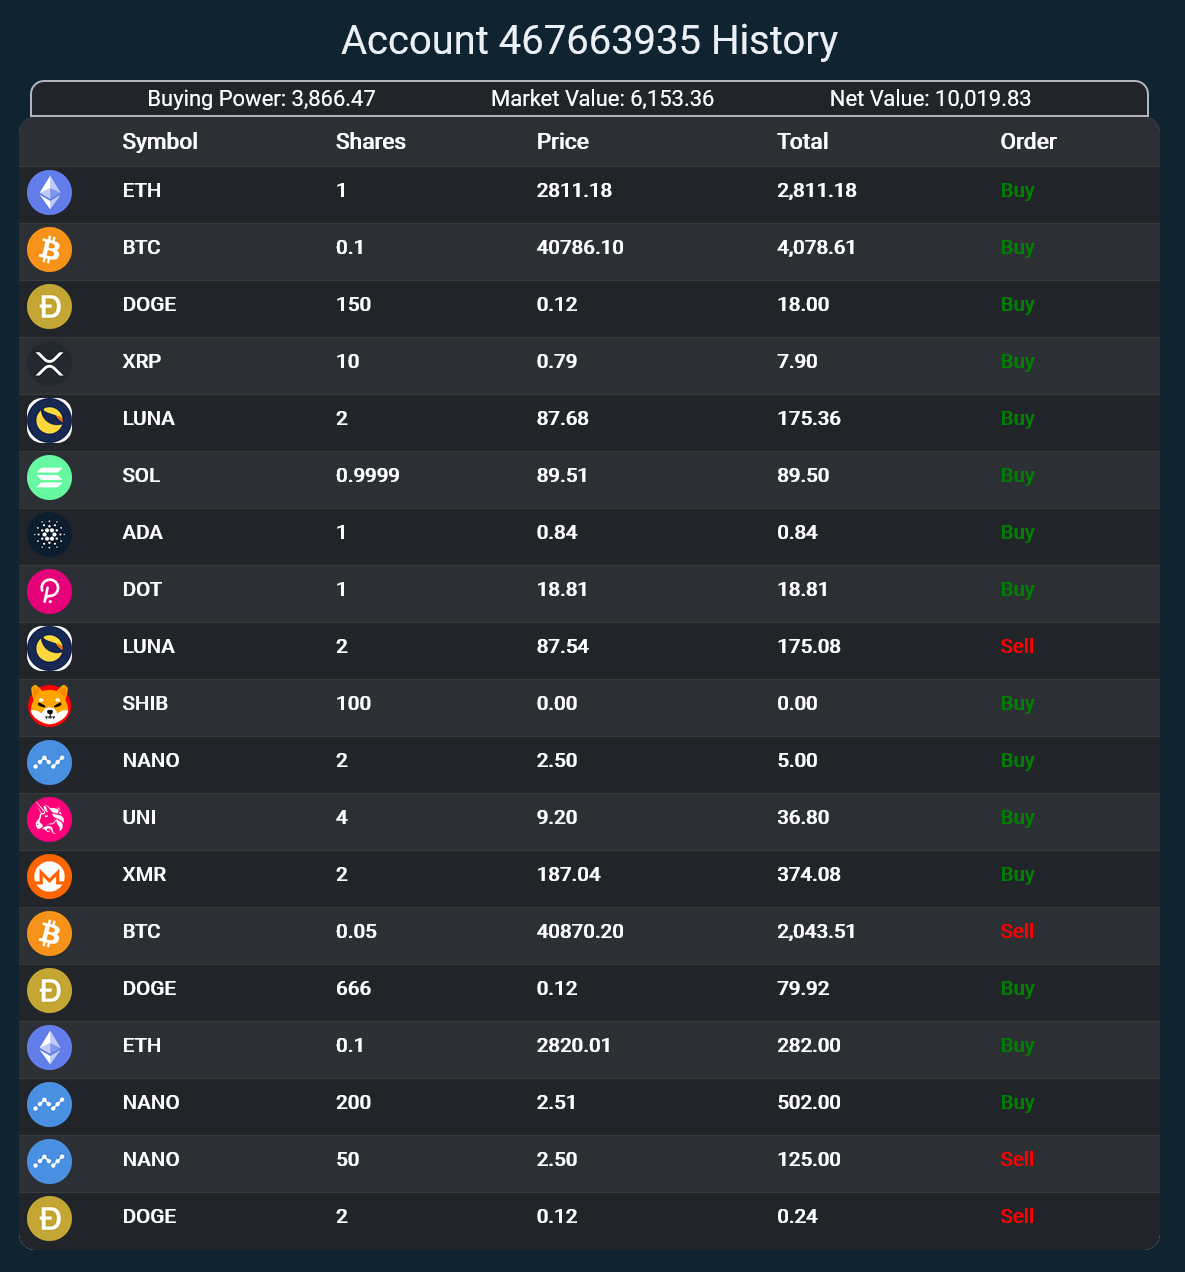 Account 467663935 History
Buying Power: 3,866.47 Market Value: 6,153.36 Net Value: 10,019.83
Symbol Shares Price Total Order
ETH 1 2811.18 2,811.18 Buy
BTC 0.1 40786.10 4,078.61 Buy
DOGE 150 0.12 18.00 Buy
XRP 10 0.79 7.90 Buy
LUNA 2 87.68 175.36 Buy
SOL 0.9999 89.51 89.50 Buy
ADA 1 0.84 0.84 Buy
DOT 1 18.81 18.81 Buy
LUNA 2 87.54 175.08 Sell
SHIB 100 0.00 0.00 Buy
NANO 2 2.50 5.00 Buy
UNI 4 9.20 36.80 Buy
XMR 2 187.04 374.08 Buy
BTC 0.05 40870.20 2,043.51 Sell
DOGE 666 0.12 79.92 Buy
ETH 0.1 2820.01 282.00 Buy
NANO 200 2.51 502.00 Buy
NANO 50 2.50 125.00 Sell
DOGE 2 0.12 0.24 Sell